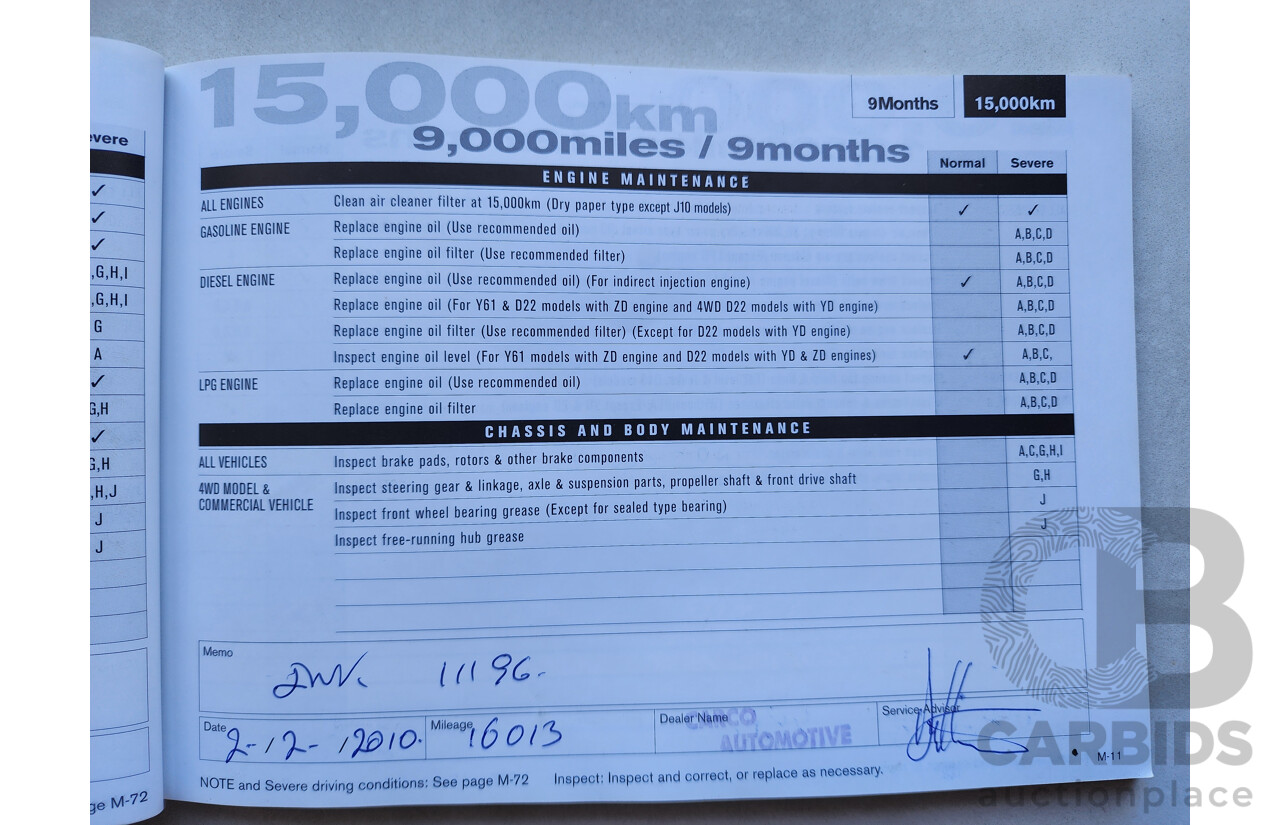 evere
✓
✓
✓
,G,H,I
,G,H,I
G
A
✓
G,H
✓
G,H
,H,J
J
J
ge M-72
15,000km
9,000miles / 9months
9Months 15,000km
Normal Severe
ENGINE MAINTENANCE
ALL ENGINES Clean air cleaner filter at 15,000km (Dry paper type except J10 models) ✓ ✓
GASOLINE ENGINE Replace engine oil (Use recommended oil) A,B,C,D
Replace engine oil filter (Use recommended filter) A,B,C,D
DIESEL ENGINE Replace engine oil (Use recommended oil) (For indirect injection engine) ✓ A,B,C,D
Replace engine oil (For Y61 & D22 models with ZD engine and 4WD D22 models with YD engine) A,B,C,D
Replace engine oil filter (Use recommended filter) (Except for D22 models with YD engine) A,B,C,D
Inspect engine oil level (For Y61 models with ZD engine and D22 models with YD & ZD engines) ✓ A,B,C,
LPG ENGINE Replace engine oil (Use recommended oil) A,B,C,D
Replace engine oil filter A,B,C,D
CHASSIS AND BODY MAINTENANCE
ALL VEHICLES Inspect brake pads, rotors & other brake components A,C,G,H,I
4WD MODEL & Inspect steering gear & linkage, axle & suspension parts, propeller shaft & front drive shaft G,H
COMMERCIAL VEHICLE Inspect front wheel bearing grease (Except for sealed type bearing) J
Inspect free-running hub grease J
Memo
INV. 11196.
Date 2-12-2010. Mileage 16013 Dealer Name Service Advisor
AUTOMOTIVE
NOTE and Severe driving conditions: See page M-72 Inspect: Inspect and correct, or replace as necessary.
M-11
CB
CARBIDS
auctionplace